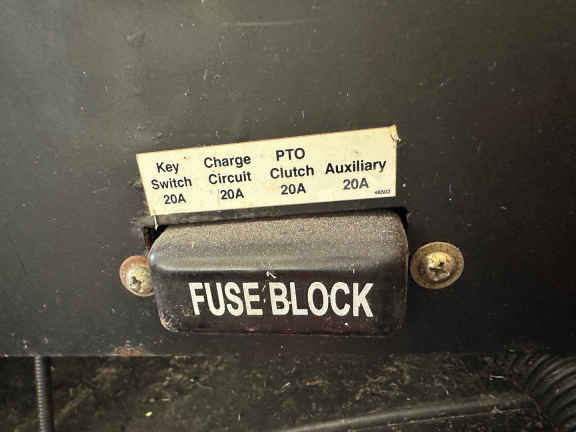 Key Switch 20A
Charge Circuit 20A
PTO Clutch 20A
Auxiliary 20A
FUSE BLOCK